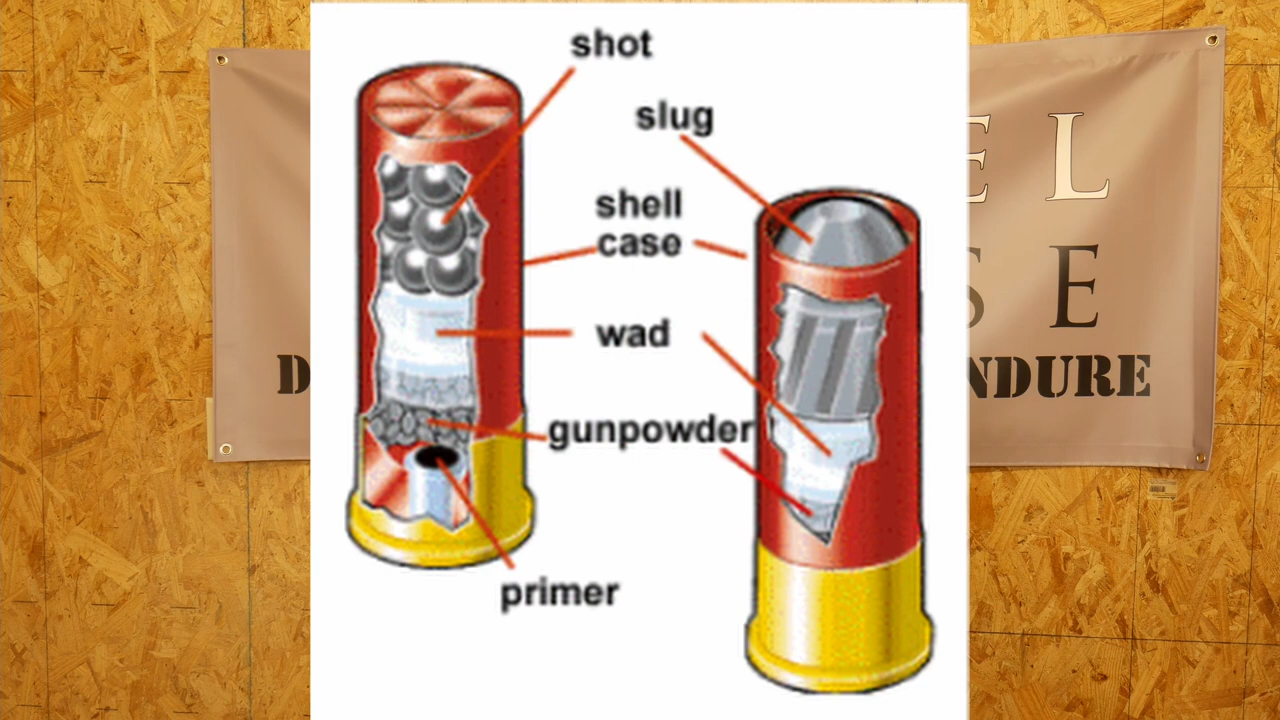 shot
slug
shell
case
wad
gunpowder
primer
E L
S E
D
NDURE